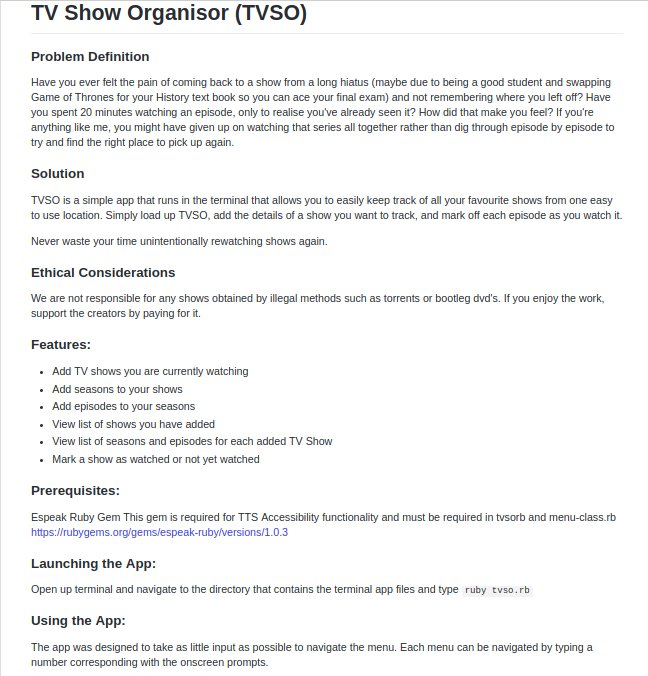 TV Show Organisor (TVSO)
Problem Definition
Have you ever felt the pain of coming back to a show from a long hiatus (maybe due to being a good student and swapping
Game of Thrones for your History text book so you can ace your final exam) and not remembering where you left off? Have
you spent 20 minutes watching an episode, only to realise you've already seen it? How did that make you feel? If you're
anything like me, you might have given up on watching that series all together rather than dig through episode by episode to
try and find the right place to pick up again.
Solution
TVSO is a simple app that runs in the terminal that allows you to easily keep track of all your favourite shows from one easy
to use location. Simply load up TVSO, add the details of a show you want to track, and mark off each episode as you watch it.
Never waste your time unintentionally rewatching shows again.
Ethical Considerations
We are not responsible for any shows obtained by illegal methods such as torrents or bootleg dvd's. If you enjoy the work,
support the creators by paying for it.
Features:
• Add TV shows you are currently watching
• Add seasons to your shows
• Add episodes to your seasons
• View list of shows you have added
• View list of seasons and episodes for each added TV Show
• Mark a show as watched or not yet watched
Prerequisites:
Espeak Ruby Gem This gem is required for TTS Accessibility functionality and must be required in tvsorb and menu-class.rb
https://rubygems.org/gems/espeak-ruby/versions/1.0.3
Launching the App:
Open up terminal and navigate to the directory that contains the terminal app files and type ruby tvso.rb
Using the App:
The app was designed to take as little input as possible to navigate the menu. Each menu can be navigated by typing a
number corresponding with the onscreen prompts.